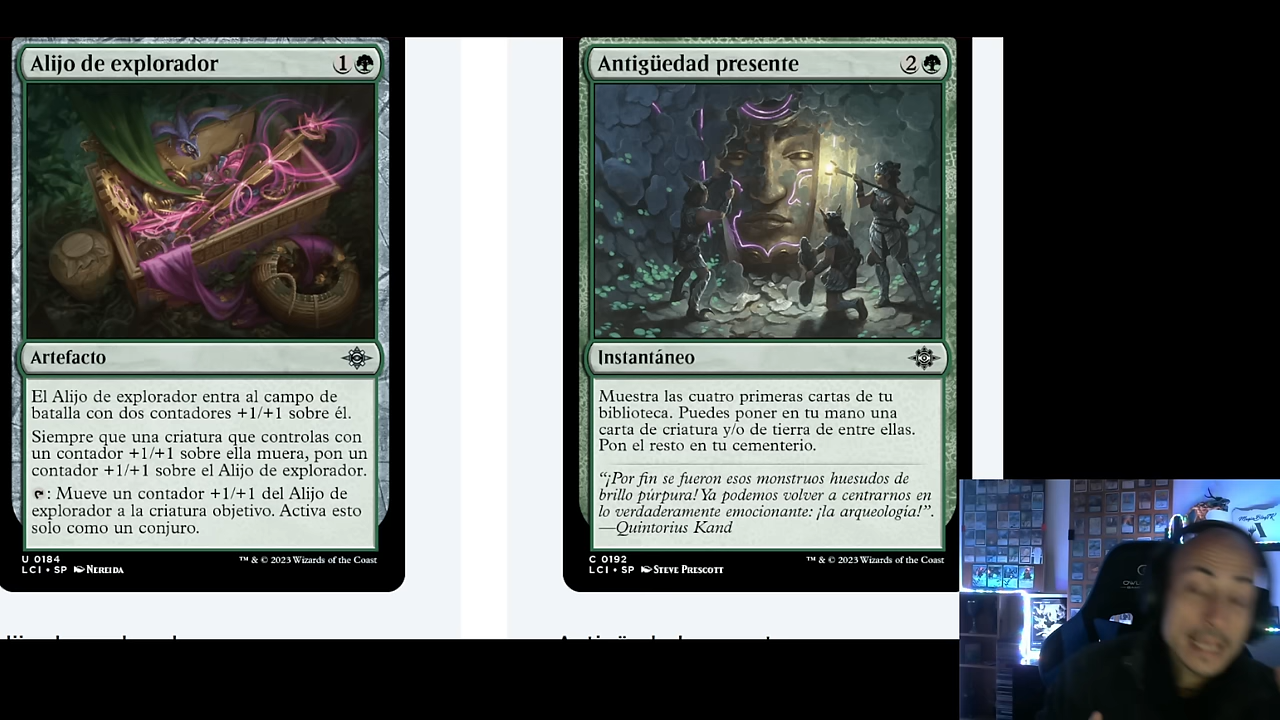 Alijo de explorador 1
Artefacto
El Alijo de explorador entra al campo de
batalla con dos contadores +1/+1 sobre él.
Siempre que una criatura que controlas con
un contador +1/+1 sobre ella muera, pon un
contador +1/+1 sobre el Alijo de explorador.
: Mueve un contador +1/+1 del Alijo de
explorador a la criatura objetivo. Activa esto
solo como un conjuro.
U 0184
LCI • SP NEREIDA
™ & © 2023 Wizards of the Coast
Antigüedad presente 2
Instantáneo
Muestra las cuatro primeras cartas de tu
biblioteca. Puedes poner en tu mano una
carta de criatura y/o de tierra de entre ellas.
Pon el resto en tu cementerio.
“¡Por fin se fueron esos monstruos huesudos de
brillo púrpura! Ya podemos volver a centrarnos en
lo verdaderamente emocionante: ¡la arqueología!”.
—Quintorius Kand
C 0192
LCI • SP STEVE PRESCOTT
™ & © 2023 Wizards of the Coast